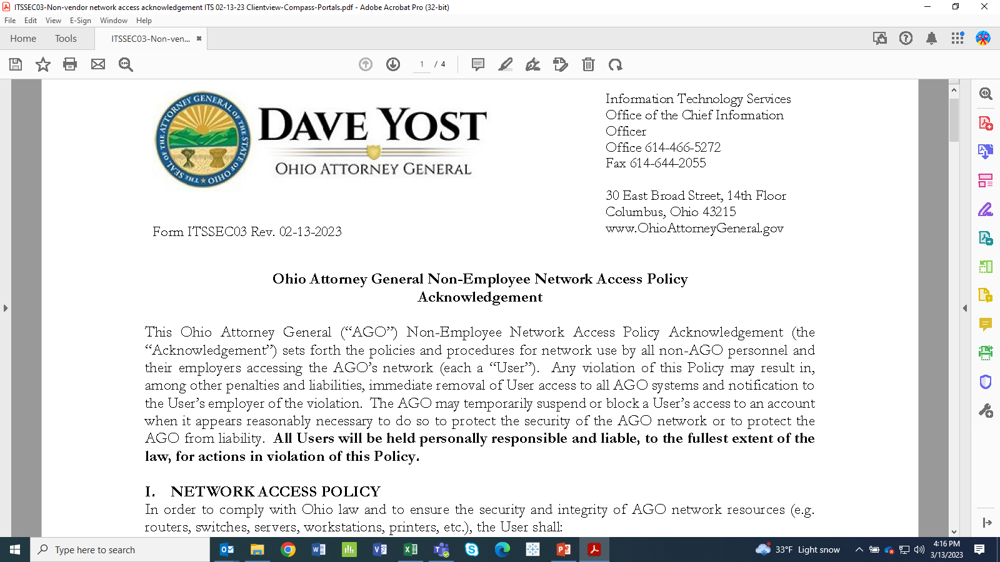 ITSSEC03-Non-vendor network access acknowledgement ITS 02-13-23 Clientview-Compass-Portals.pdf - Adobe Acrobat Pro (32-bit)
File Edit View E-Sign Window Help
Home Tools ITSSEC03-Non-ven...
1 / 4
THE SEAL OF THE ATTORNEY GENERAL OF THE STATE OF OHIO
DAVE YOST
OHIO ATTORNEY GENERAL
Information Technology Services
Office of the Chief Information
Officer
Office 614-466-5272
Fax 614-644-2055
30 East Broad Street, 14th Floor
Columbus, Ohio 43215
www.OhioAttorneyGeneral.gov
Form ITSSEC03 Rev. 02-13-2023
Ohio Attorney General Non-Employee Network Access Policy
Acknowledgement
This Ohio Attorney General (“AGO”) Non-Employee Network Access Policy Acknowledgement (the
“Acknowledgement”) sets forth the policies and procedures for network use by all non-AGO personnel and
their employers accessing the AGO’s network (each a “User”). Any violation of this Policy may result in,
among other penalties and liabilities, immediate removal of User access to all AGO systems and notification to
the User’s employer of the violation. The AGO may temporarily suspend or block a User’s access to an account
when it appears reasonably necessary to do so to protect the security of the AGO network or to protect the
AGO from liability. All Users will be held personally responsible and liable, to the fullest extent of the
law, for actions in violation of this Policy.
I. NETWORK ACCESS POLICY
In order to comply with Ohio law and to ensure the security and integrity of AGO network resources (e.g.
routers, switches, servers, workstations, printers, etc.), the User shall:
Type here to search
33°F Light snow
4:16 PM
3/13/2023